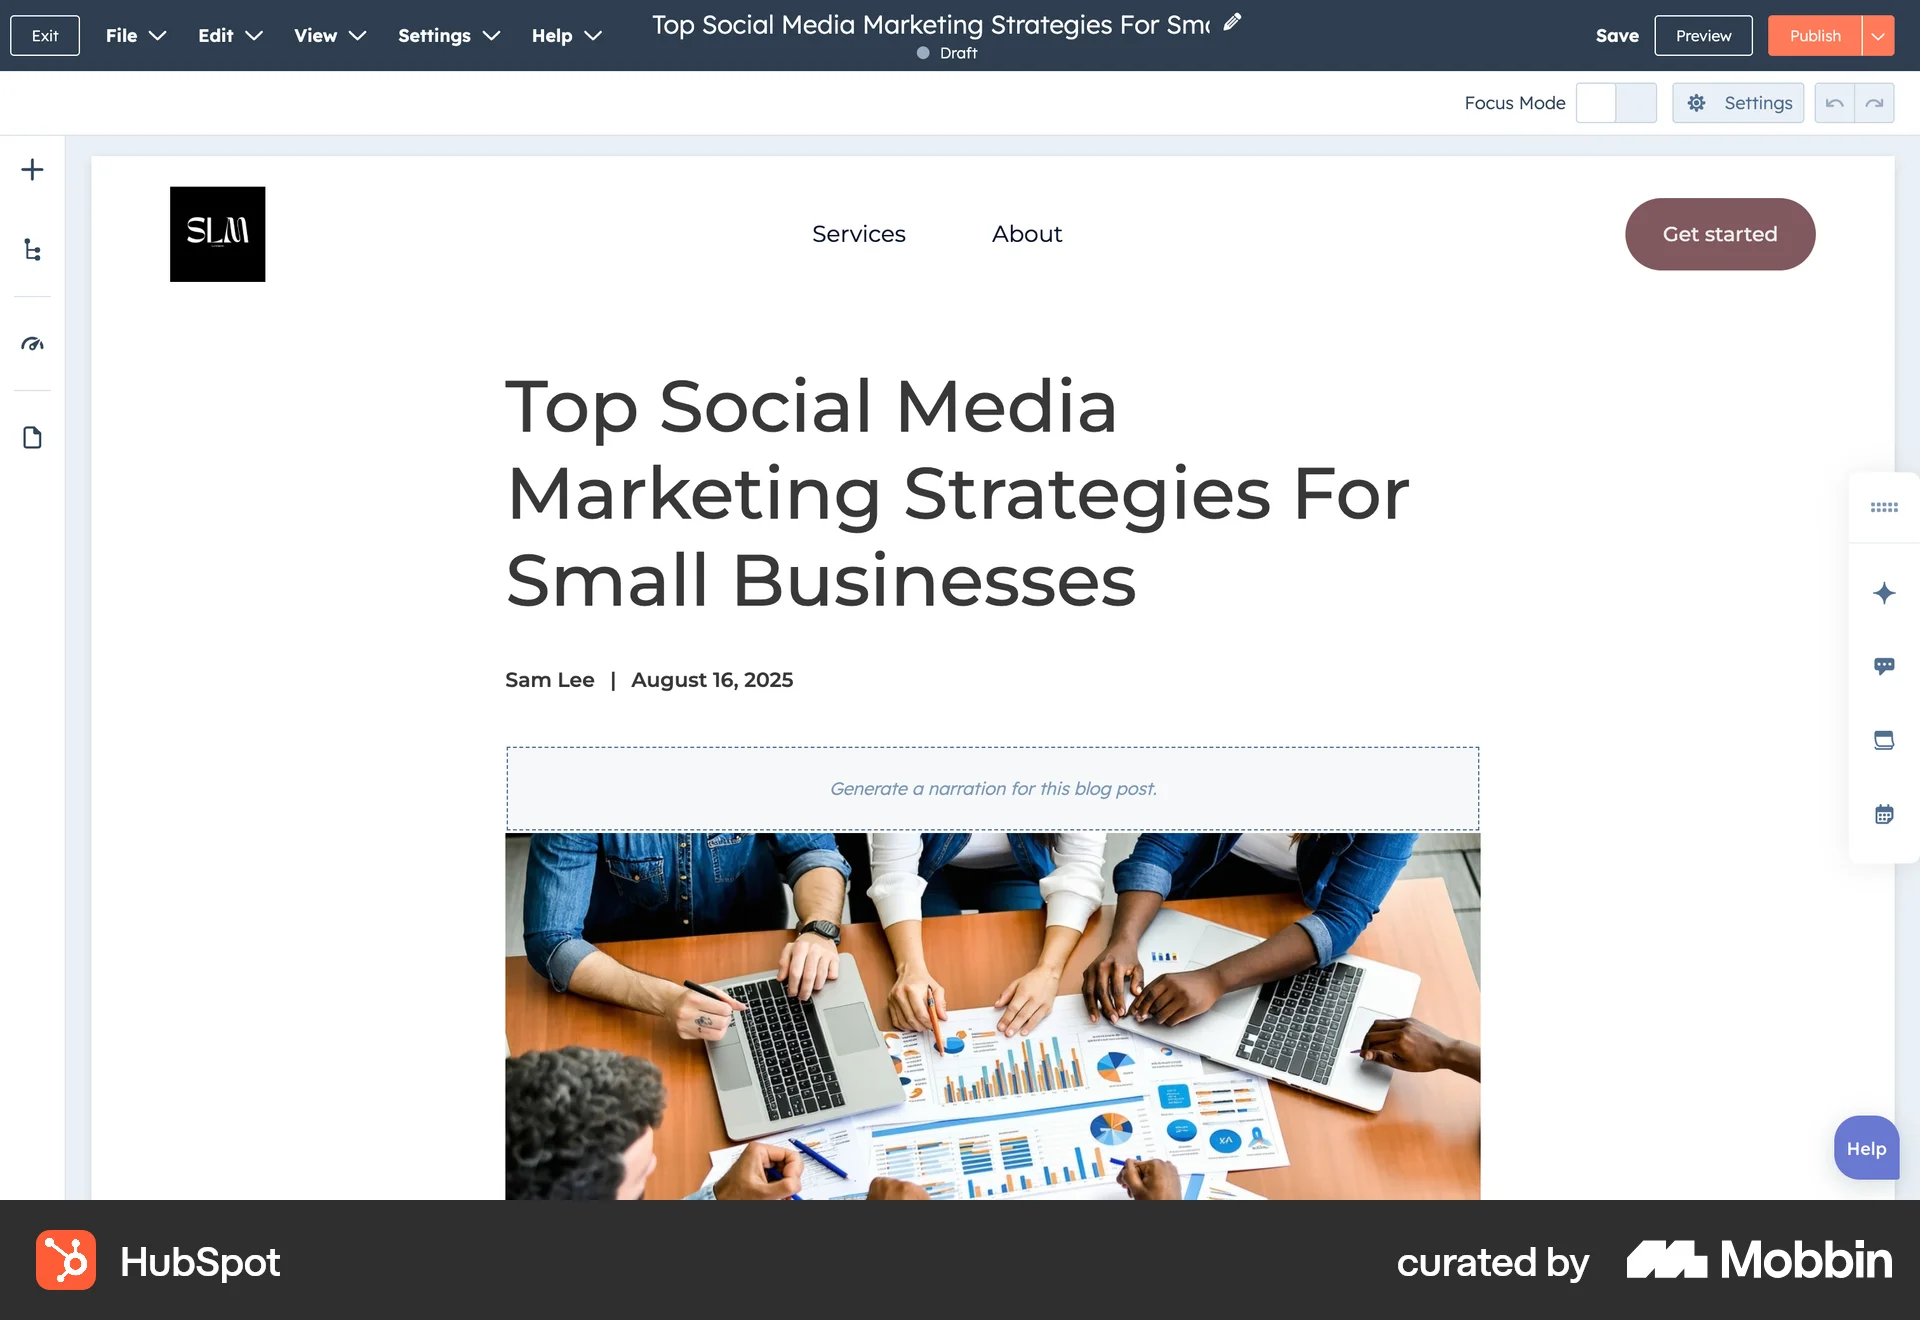 Exit
File
Edit
View
Settings
Help
Top Social Media Marketing Strategies For Sm
Draft
Save
Preview
Publish
Focus Mode
Settings
SLM
Services
About
Get started
Top Social Media
Marketing Strategies For
Small Businesses
Sam Lee | August 16, 2025
Generate a narration for this blog post.
Help
HubSpot
curated by
Mobbin